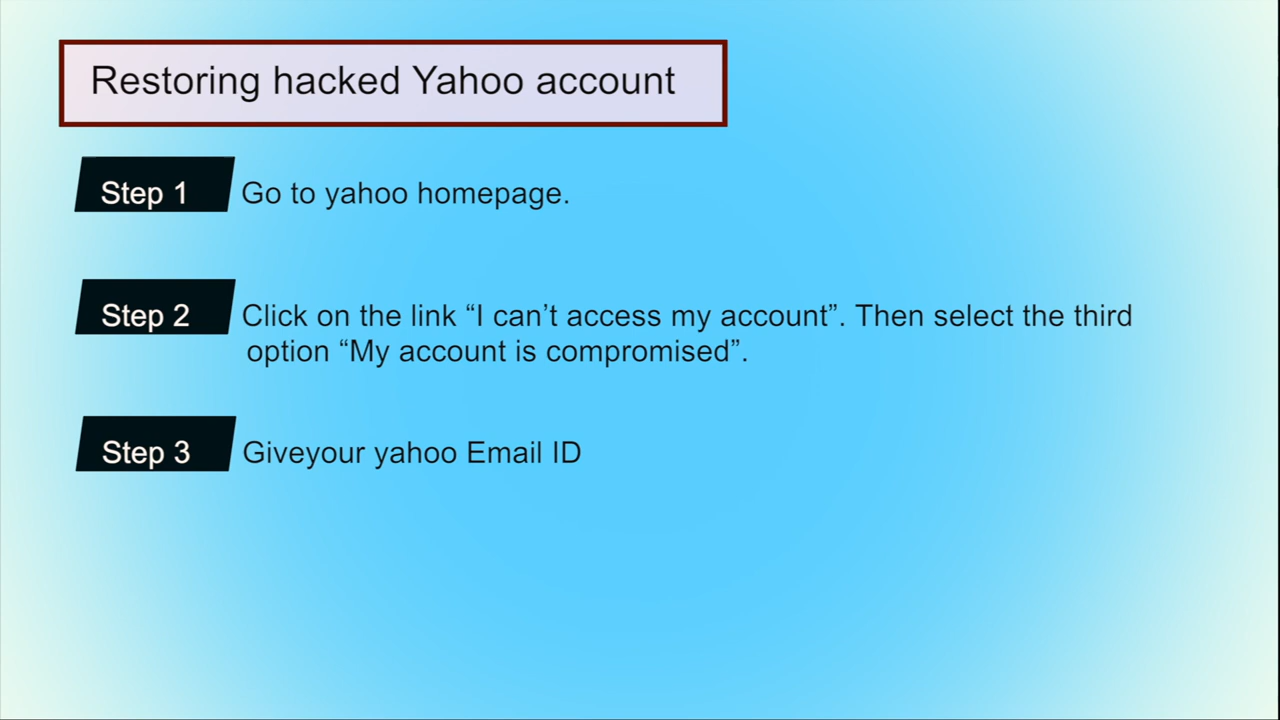 Restoring hacked Yahoo account
Step 1 Go to yahoo homepage.
Step 2 Click on the link “I can’t access my account”. Then select the third
option “My account is compromised”.
Step 3 Giveyour yahoo Email ID